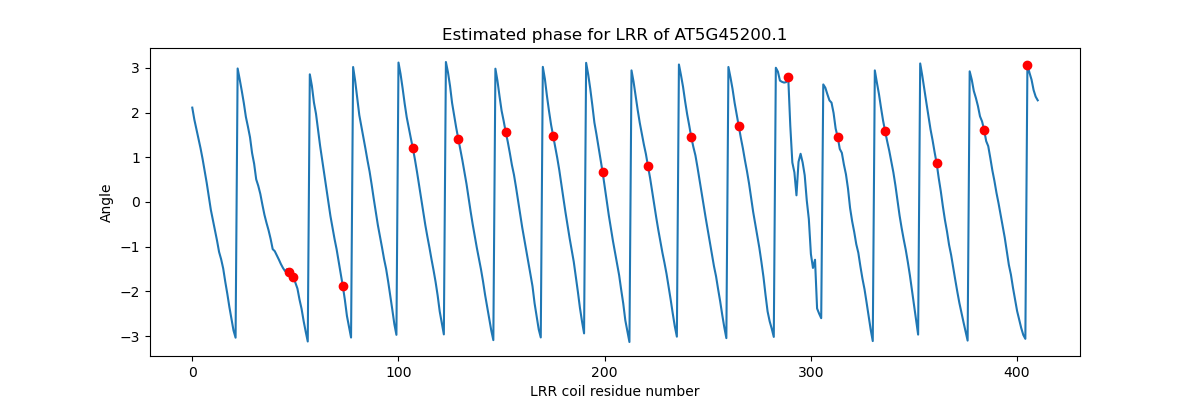 Estimated phase for LRR of AT5G45200.1
3
2
1
0
−1
−2
−3
Angle
0 100 200 300 400
LRR coil residue number